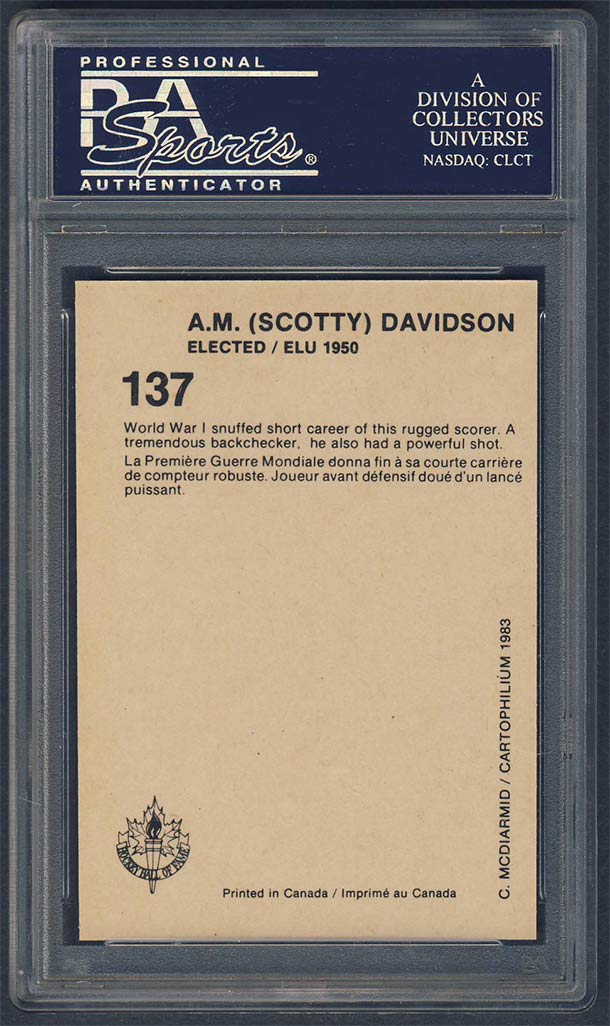 PROFESSIONAL
PSA
Sports®
AUTHENTICATOR
A
DIVISION OF
COLLECTORS
UNIVERSE
NASDAQ: CLCT
A.M. (SCOTTY) DAVIDSON
ELECTED / ELU 1950
137
World War I snuffed short career of this rugged scorer. A
tremendous backchecker, he also had a powerful shot.
La Première Guerre Mondiale donna fin à sa courte carrière
de compteur robuste. Joueur avant défensif doué d'un lancé
puissant.
C. MCDIARMID / CARTOPHILIUM 1983
HOCKEY HALL OF FAME
Printed in Canada / Imprimé au Canada